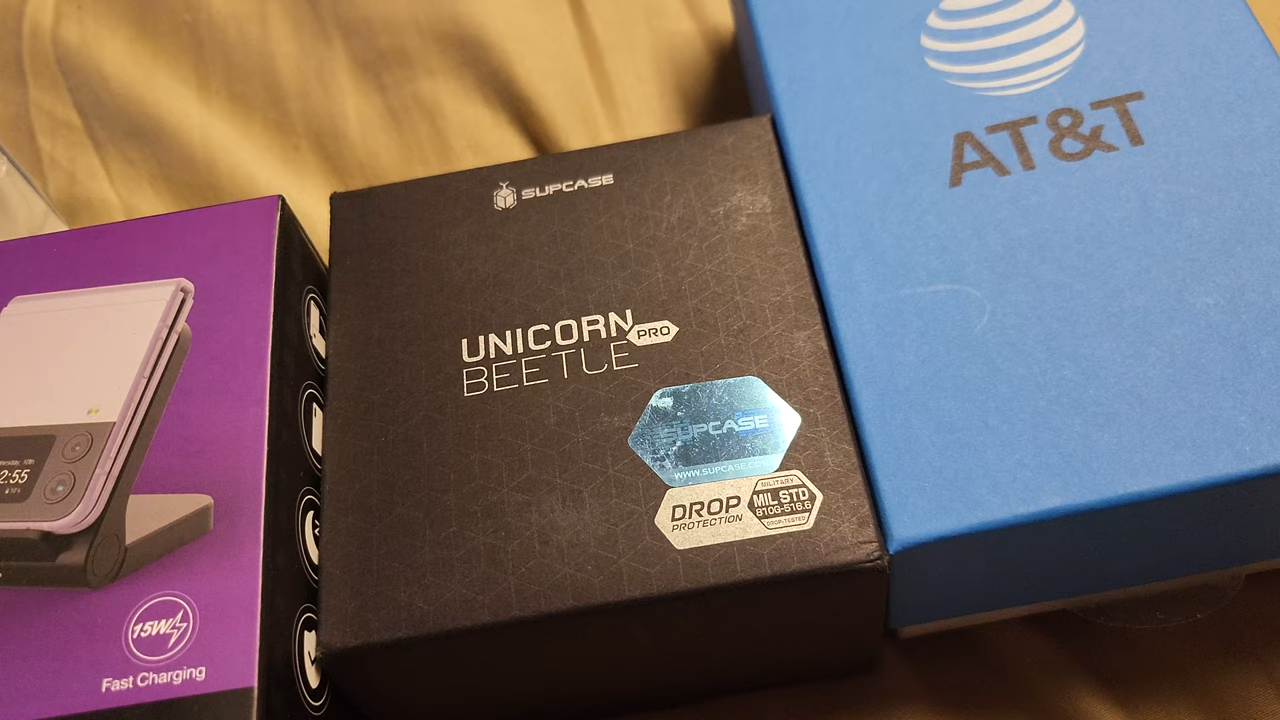 2:55
15W
Fast Charging
SUPCASE
UNICORN
BEETLE
PRO
SUPCASE
WWW.SUPCASE.COM
DROP
PROTECTION
MILITARY
MIL STD
810G-516.6
DROP-TESTED
AT&T